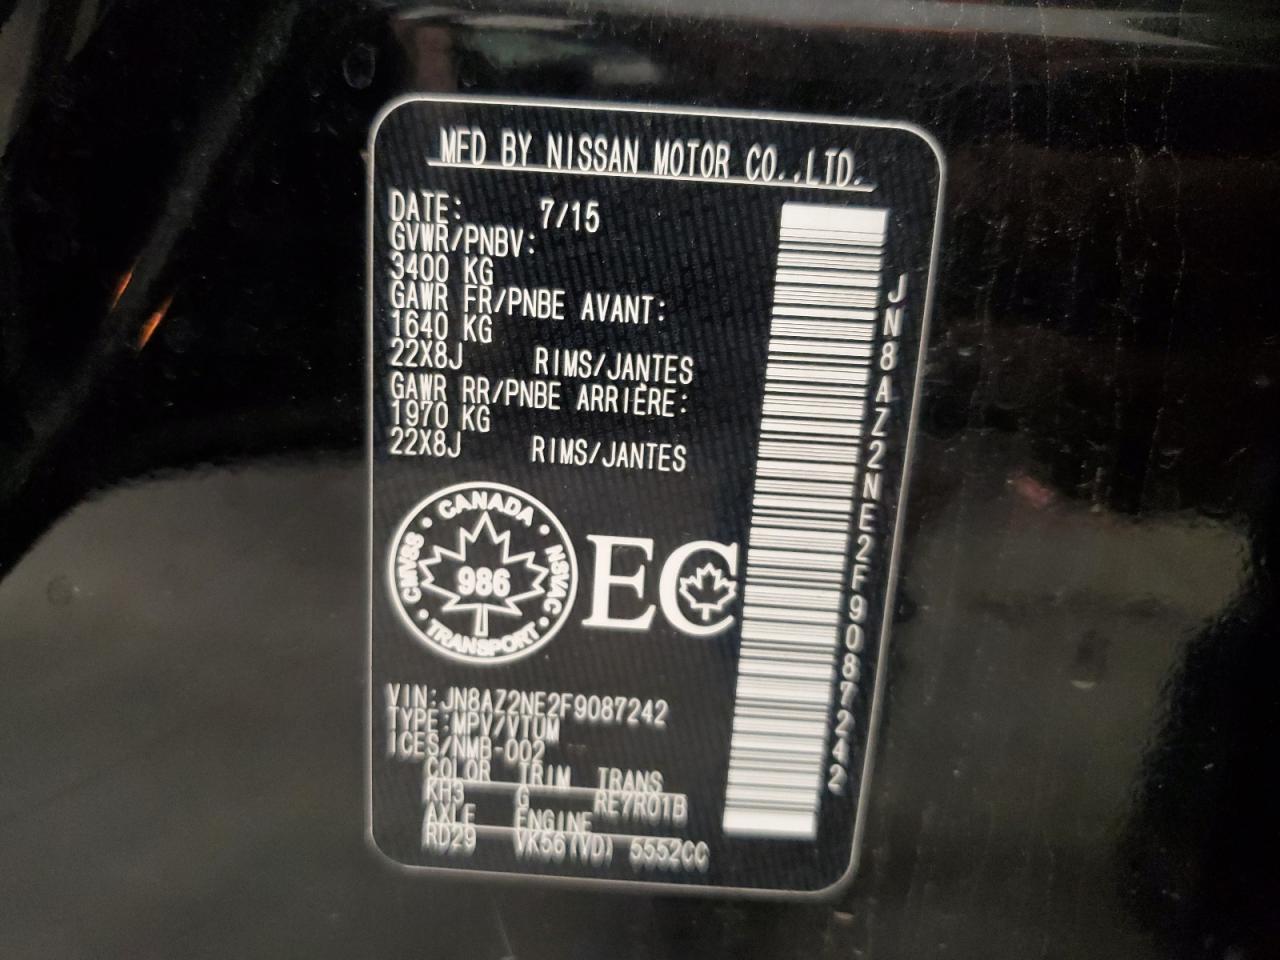 MFD BY NISSAN MOTOR CO.,LTD.
DATE: 7/15
GVWR/PNBV:
3400 KG
GAWR FR/PNBE AVANT:
1640 KG
22X8J RIMS/JANTES
GAWR RR/PNBE ARRIÈRE:
1970 KG
22X8J RIMS/JANTES
CANADA
CMVSS
986
NSVAC
TRANSPORT
EC
VIN:JN8AZ2NE2F9087242
TYPE:MPV/VTUM
ICES/NMB-002
COLOR TRIM TRANS
KH3 G RE7R01B
AXLE ENGINE
RD29 VK56(VD) 5552CC
JN8AZ2NE2F9087242